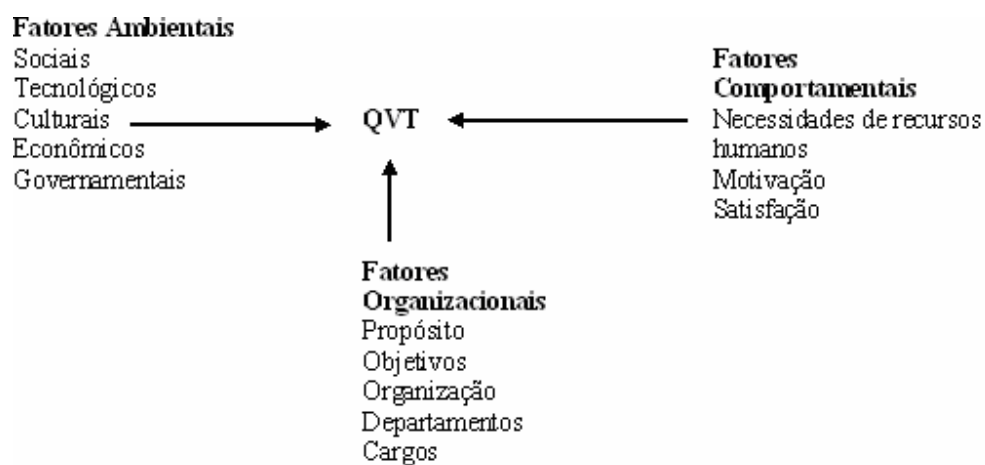 Fatores Ambientais
Sociais
Tecnológicos
Culturais
Econômicos
Governamentais
QVT
Fatores
Comportamentais
Necessidades de recursos
humanos
Motivação
Satisfação
Fatores
Organizacionais
Propósito
Objetivos
Organização
Departamentos
Cargos